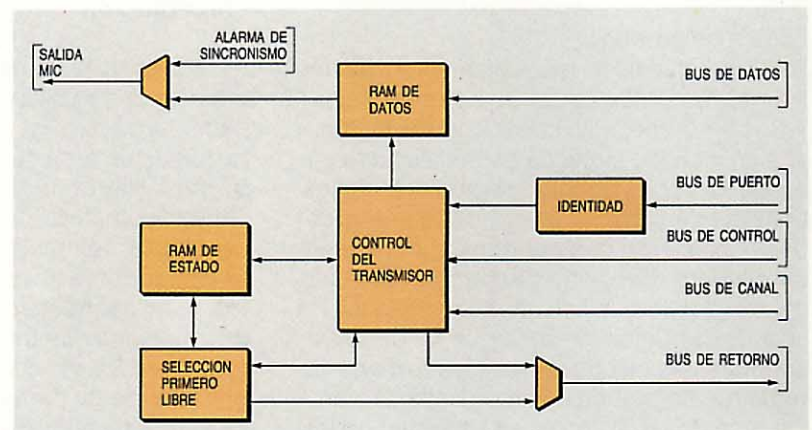 SALIDA
MIC
ALARMA DE
SINCRONISMO
BUS DE DATOS
RAM DE
DATOS
BUS DE PUERTO
IDENTIDAD
BUS DE CONTROL
RAM DE
ESTADO
CONTROL
DEL
TRANSMISOR
BUS DE CANAL
SELECCION
PRIMERO
LIBRE
BUS DE RETORNO